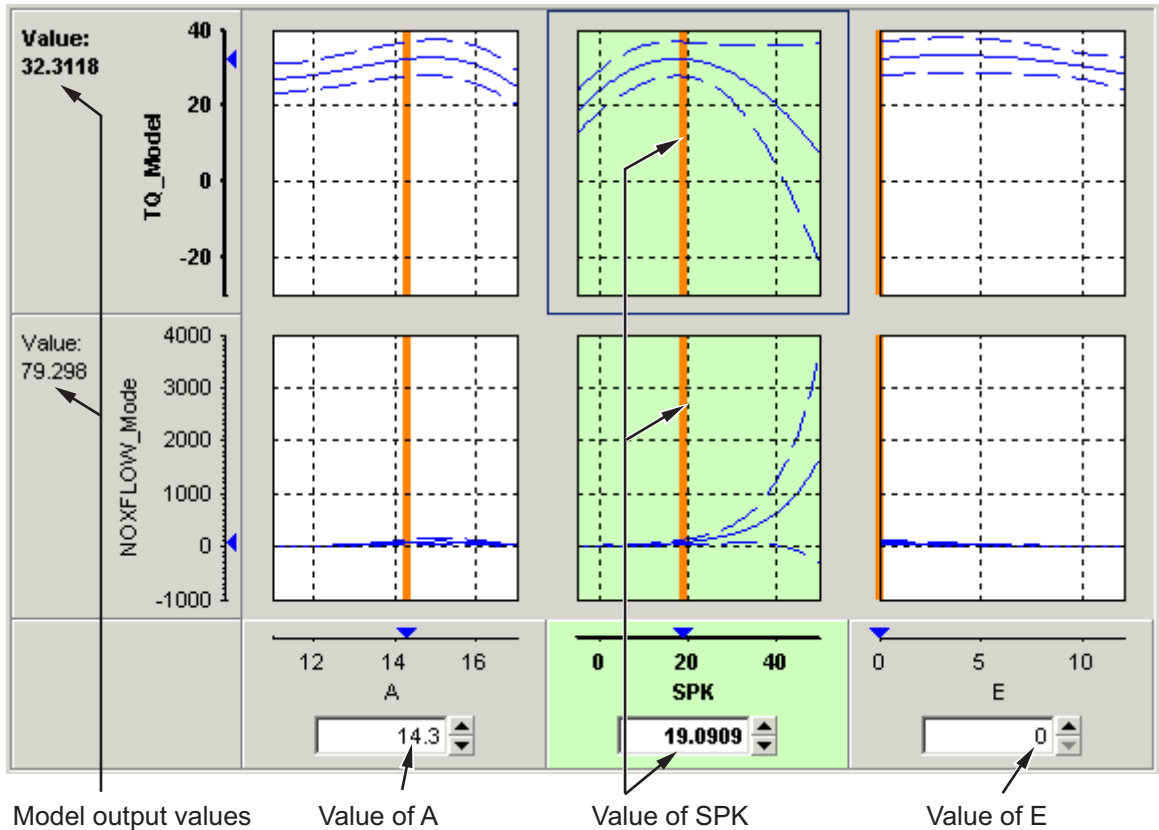 Value:
32.3118
TQ_Model
40
20
0
-20
Value:
79.298
NOXFLOW_Mode
4000
3000
2000
1000
0
-1000
12 14 16
A
14.3
0 20 40
SPK
19.0909
0 5 10
E
0
Model output values
Value of A
Value of SPK
Value of E